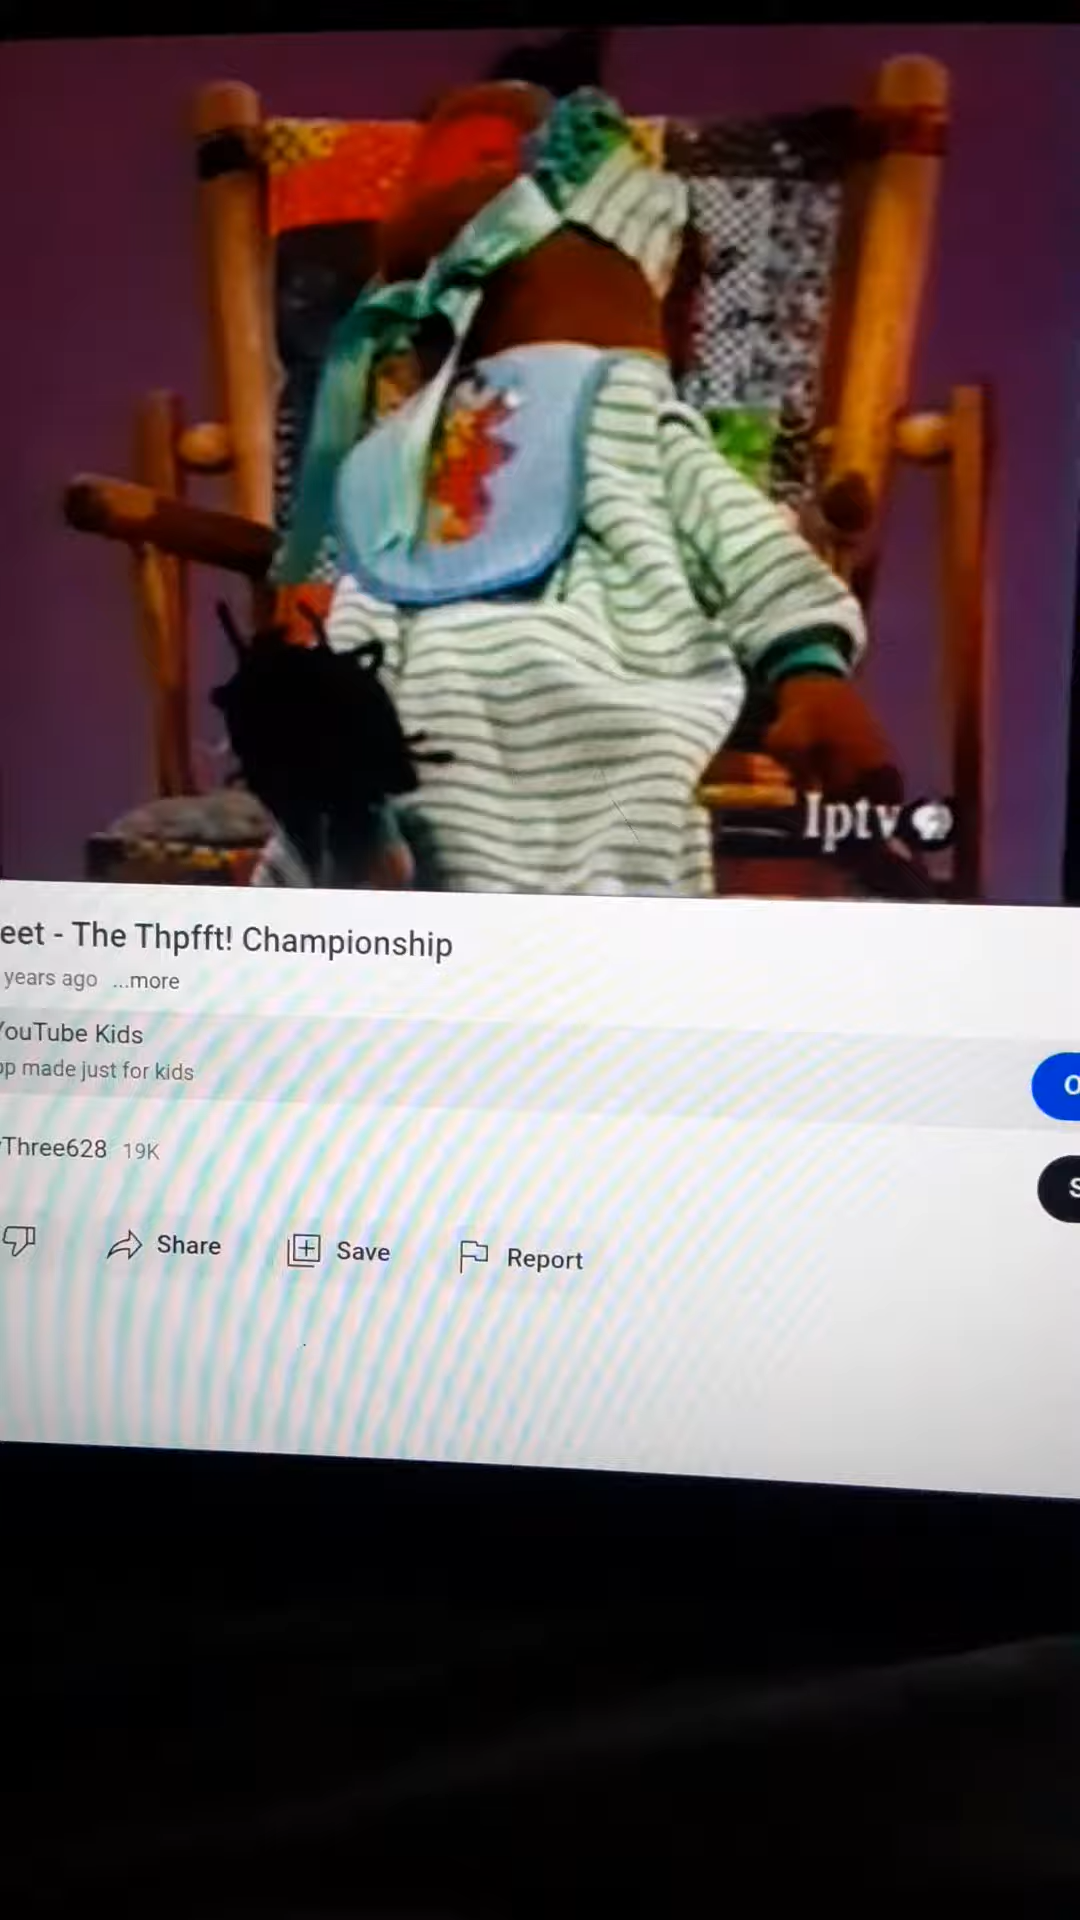 Iptv
eet - The Thpfft! Championship
years ago ...more
YouTube Kids
pp made just for kids
Three628 19K
Share Save Report